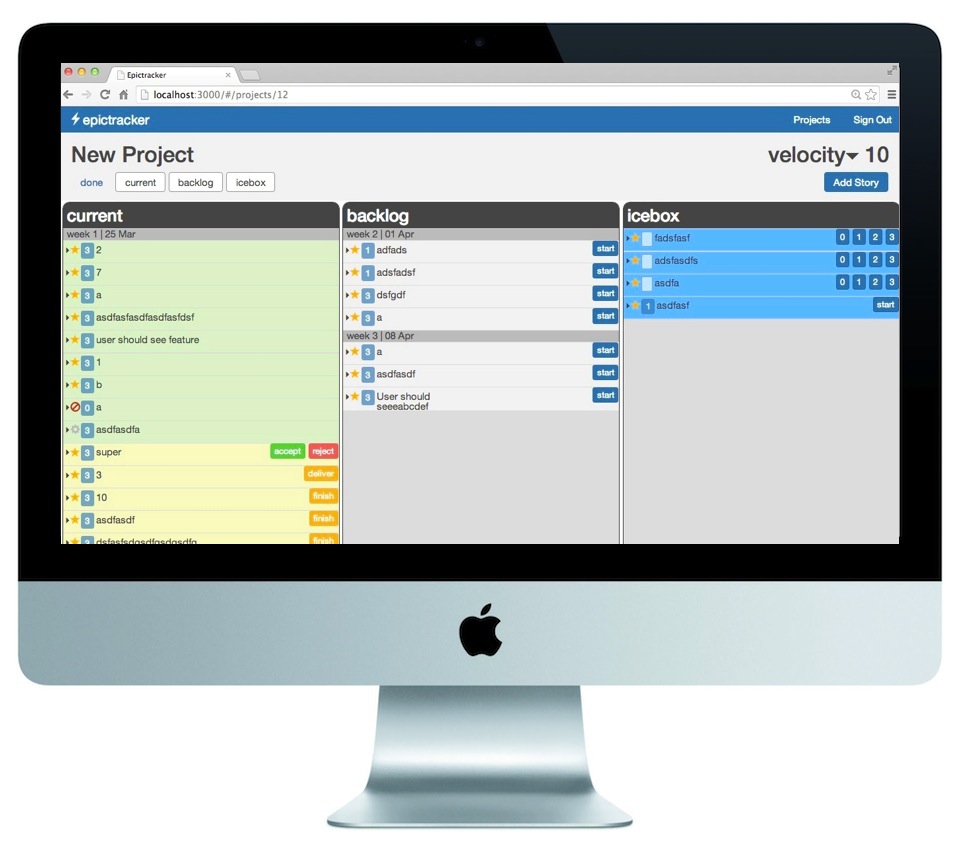 Epictracker
localhost:3000/#/projects/12
epictracker
Projects
Sign Out
New Project
velocity 10
done
current
backlog
icebox
Add Story
current
week 1 | 25 Mar
3 2
3 7
3 a
3 asdfasfasdfasdfasfdsf
3 user should see feature
3 1
3 b
0 a
3 asdfasdfa
3 super accept reject
3 3 deliver
3 10 finish
3 asdfasdf finish
3 dsfasfsdgsdfgsdgsdfg finish
backlog
week 2 | 01 Apr
1 adfads start
1 adsfadsf start
3 dsfgdf start
3 a start
week 3 | 08 Apr
3 a start
3 asdfasdf start
3 User should start
seeeabcdef
icebox
fadsfasf 0 1 2 3
adsfasdfs 0 1 2 3
asdfa 0 1 2 3
1 asdfasf start